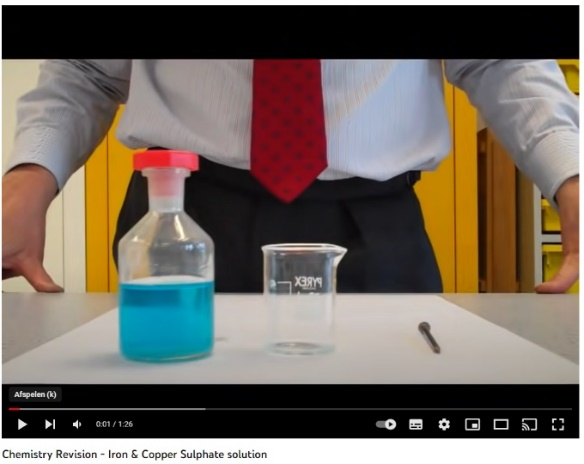 PYREX
Afspelen (k)
0:01 / 1:26
Chemistry Revision - Iron & Copper Sulphate solution